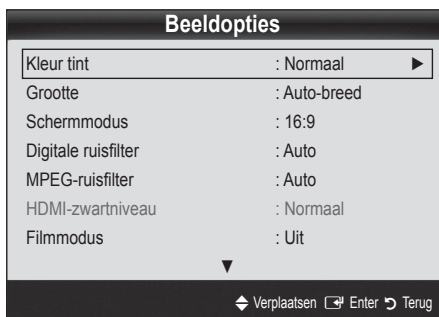 Beeldopties
Kleur tint : Normaal ►
Grootte : Auto-breed
Schermmodus : 16:9
Digitale ruisfilter : Auto
MPEG-ruisfilter : Auto
HDMI-zwartniveau : Normaal
Filmmodus : Uit
▼
Verplaatsen Enter Terug